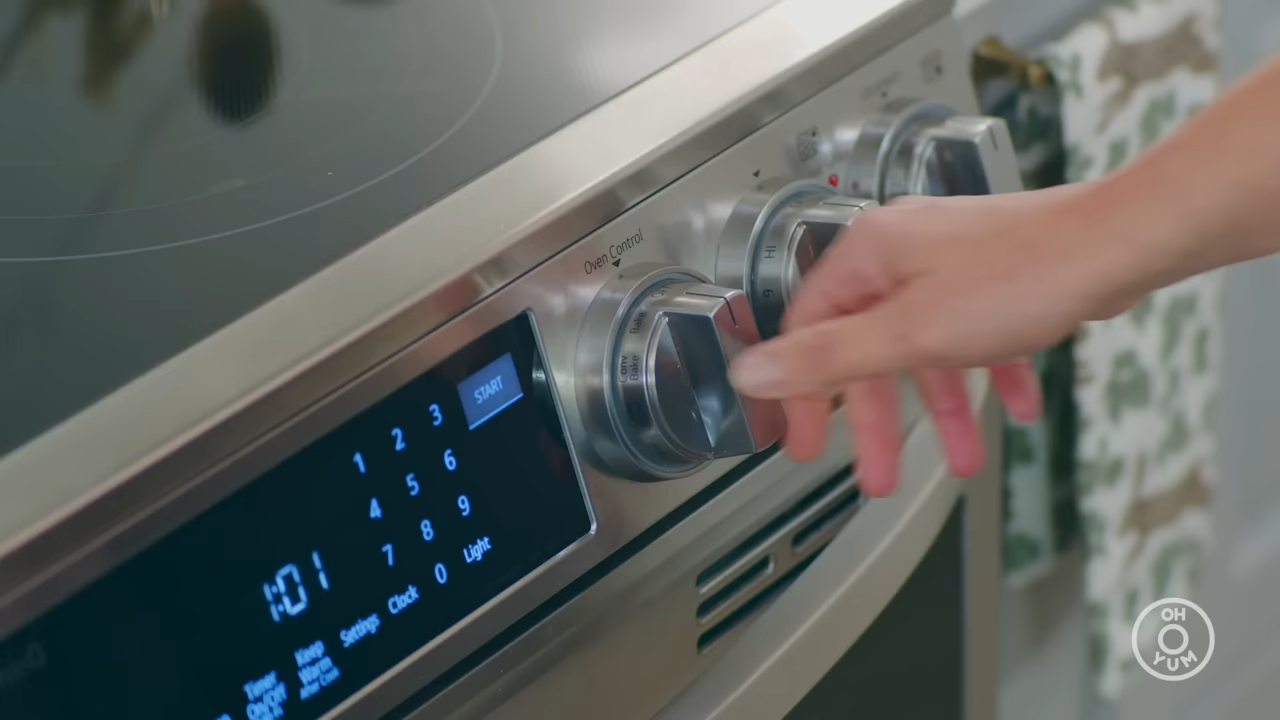 Oven Control
HI
9
Bake
Conv
Bake
START
1 2 3
4 5 6
7 8 9
0
Light
1:01
Clock
Settings
Keep
Warm
Timer
On/Off
OH
YUM